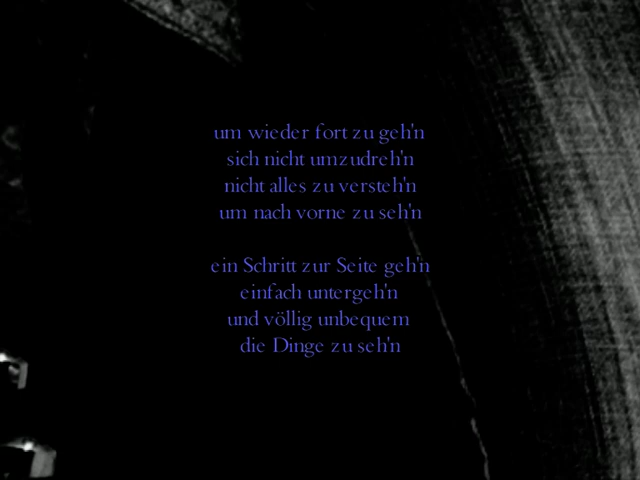 um wieder fort zu geh'n
sich nicht umzudreh'n
nicht alles zu versteh'n
um nach vorne zu seh'n
ein Schritt zur Seite geh'n
einfach untergeh'n
und völlig unbequem
die Dinge zu seh'n